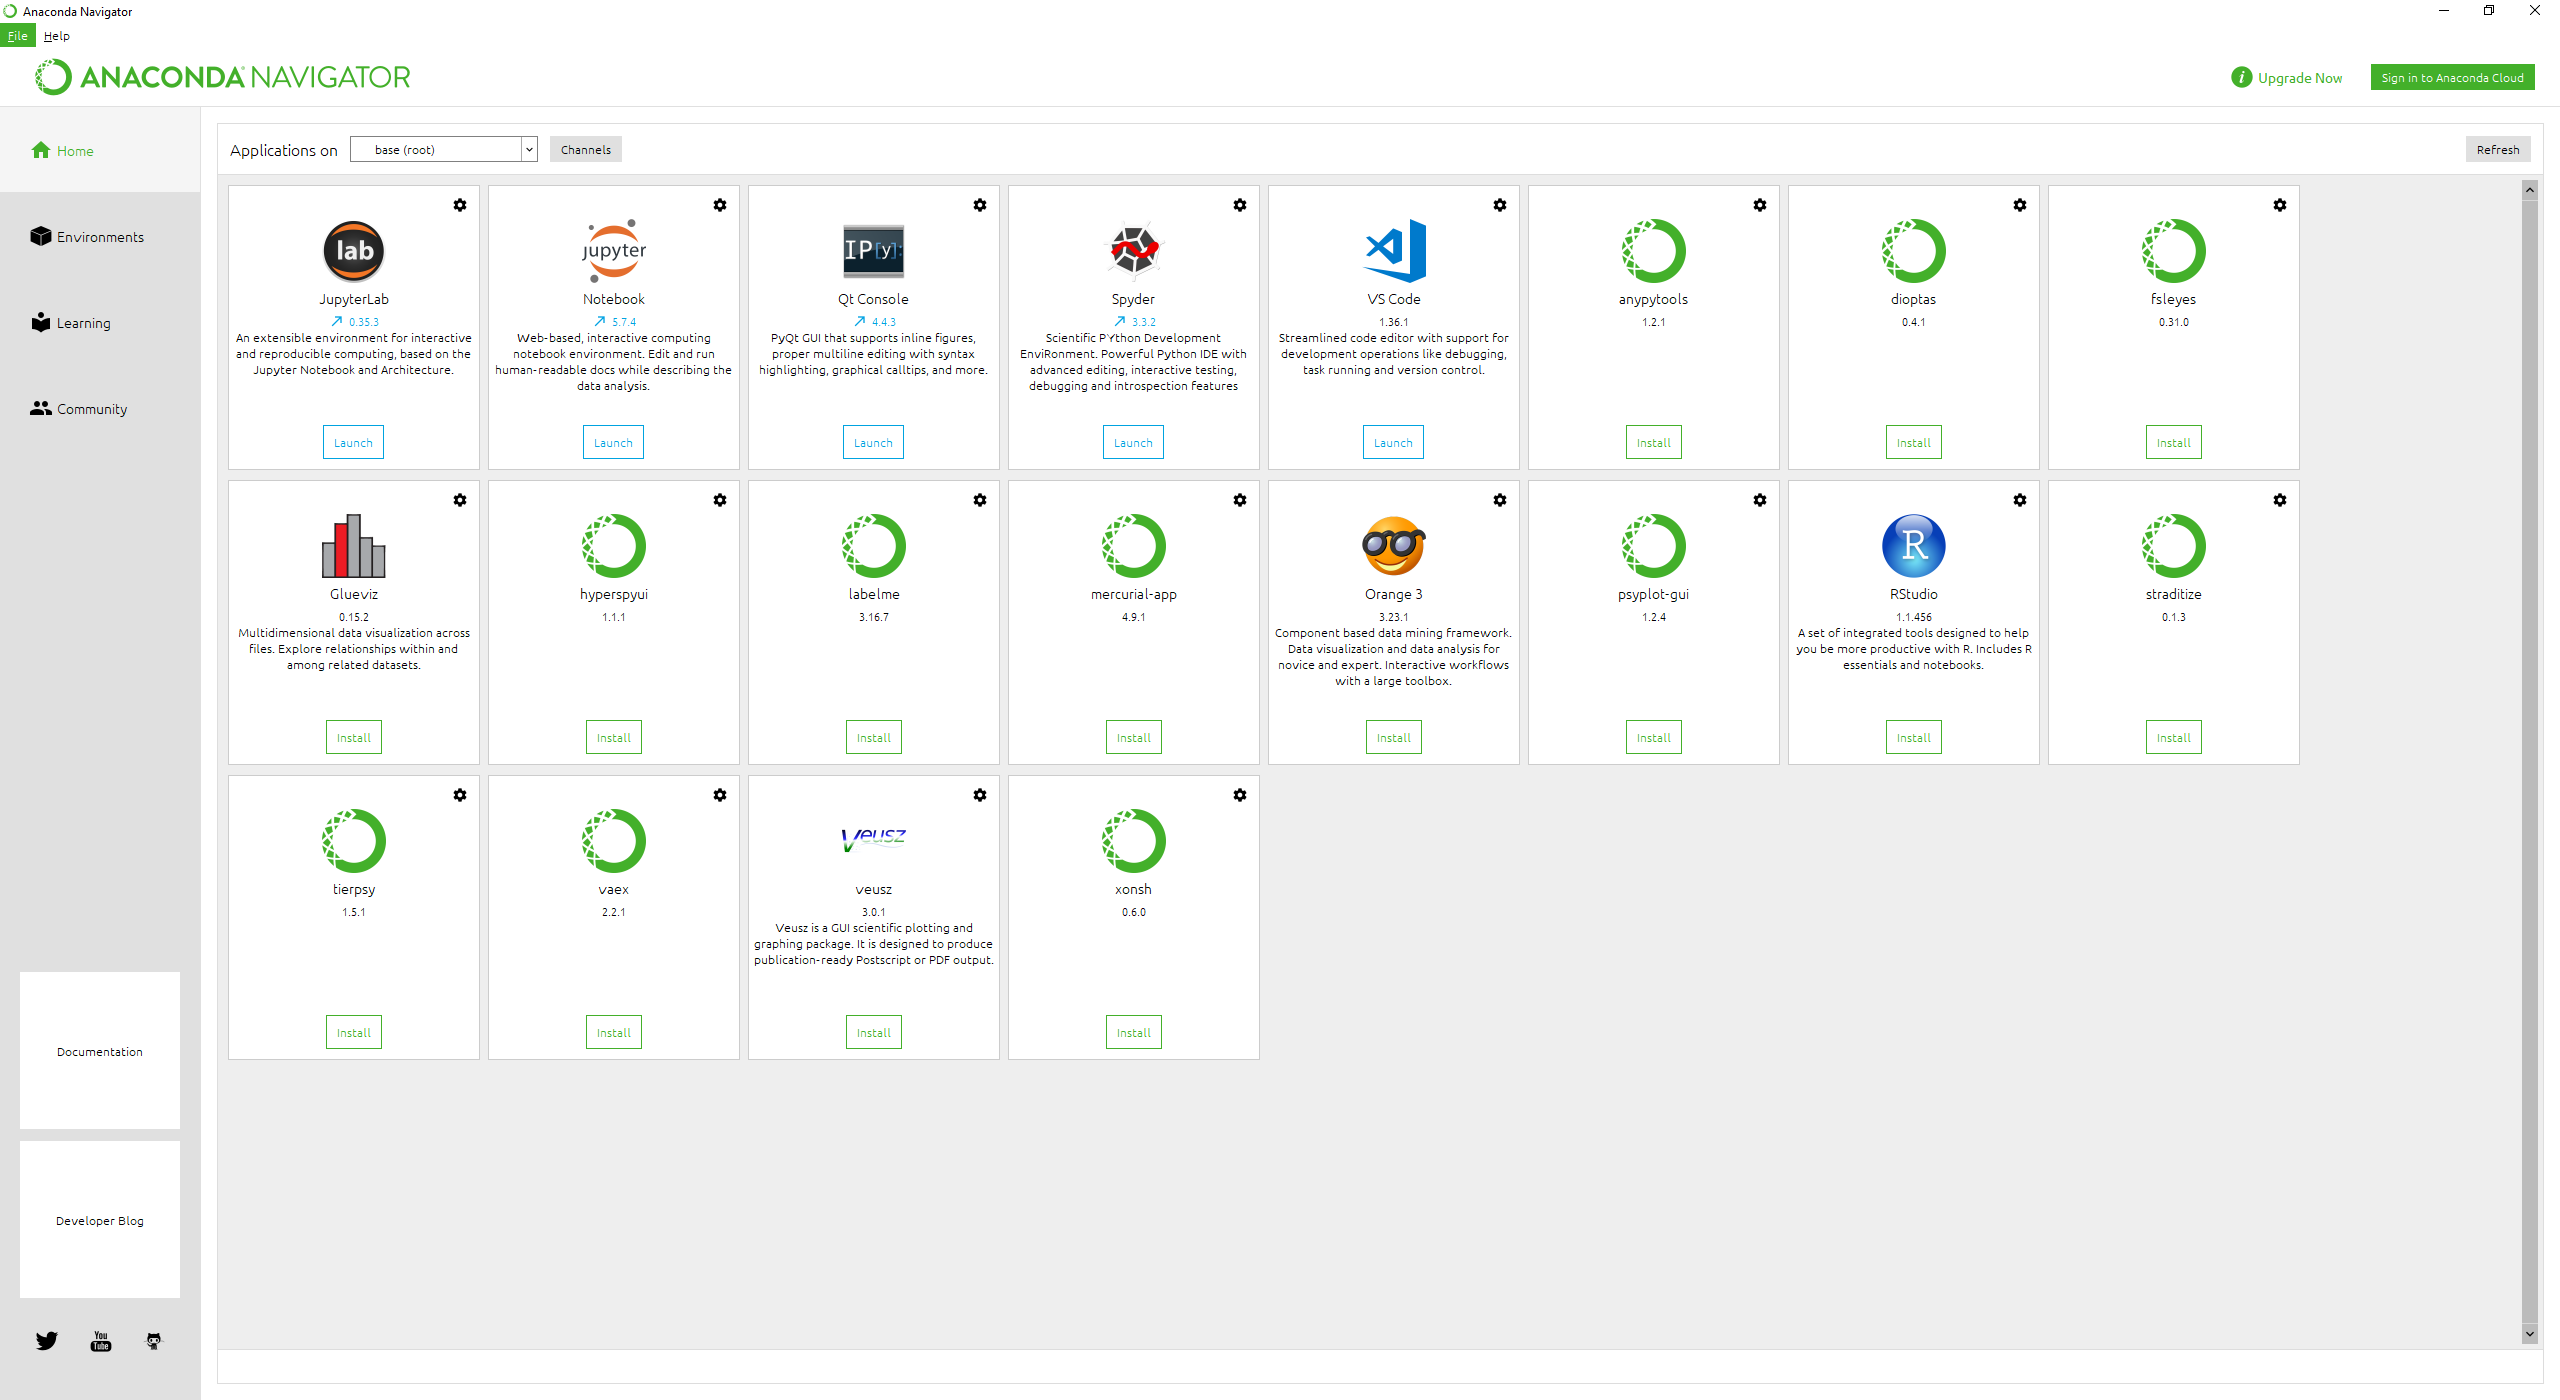 Anaconda Navigator
File Help
ANACONDA NAVIGATOR
Upgrade Now
Sign in to Anaconda Cloud
Home
Environments
Learning
Community
Documentation
Developer Blog
You
Tube
Applications on
base (root)
Channels
Refresh
lab
JupyterLab
0.35.3
An extensible environment for interactive
and reproducible computing, based on the
Jupyter Notebook and Architecture.
Launch
jupyter
Notebook
5.7.4
Web-based, interactive computing
notebook environment. Edit and run
human-readable docs while describing the
data analysis.
Launch
IP[y]:
Qt Console
4.4.3
PyQt GUI that supports inline figures,
proper multiline editing with syntax
highlighting, graphical calltips, and more.
Launch
Spyder
3.3.2
Scientific PYthon Development
EnviRonment. Powerful Python IDE with
advanced editing, interactive testing,
debugging and introspection features
Launch
VS Code
1.36.1
Streamlined code editor with support for
development operations like debugging,
task running and version control.
Launch
anypytools
1.2.1
Install
dioptas
0.4.1
Install
fsleyes
0.31.0
Install
Glueviz
0.15.2
Multidimensional data visualization across
files. Explore relationships within and
among related datasets.
Install
hyperspyui
1.1.1
Install
labelme
3.16.7
Install
mercurial-app
4.9.1
Install
Orange 3
3.23.1
Component based data mining framework.
Data visualization and data analysis for
novice and expert. Interactive workflows
with a large toolbox.
Install
psyplot-gui
1.2.4
Install
R
RStudio
1.1.456
A set of integrated tools designed to help
you be more productive with R. Includes R
essentials and notebooks.
Install
straditize
0.1.3
Install
tierpsy
1.5.1
Install
vaex
2.2.1
Install
Veusz
veusz
3.0.1
Veusz is a GUI scientific plotting and
graphing package. It is designed to produce
publication-ready Postscript or PDF output.
Install
xonsh
0.6.0
Install